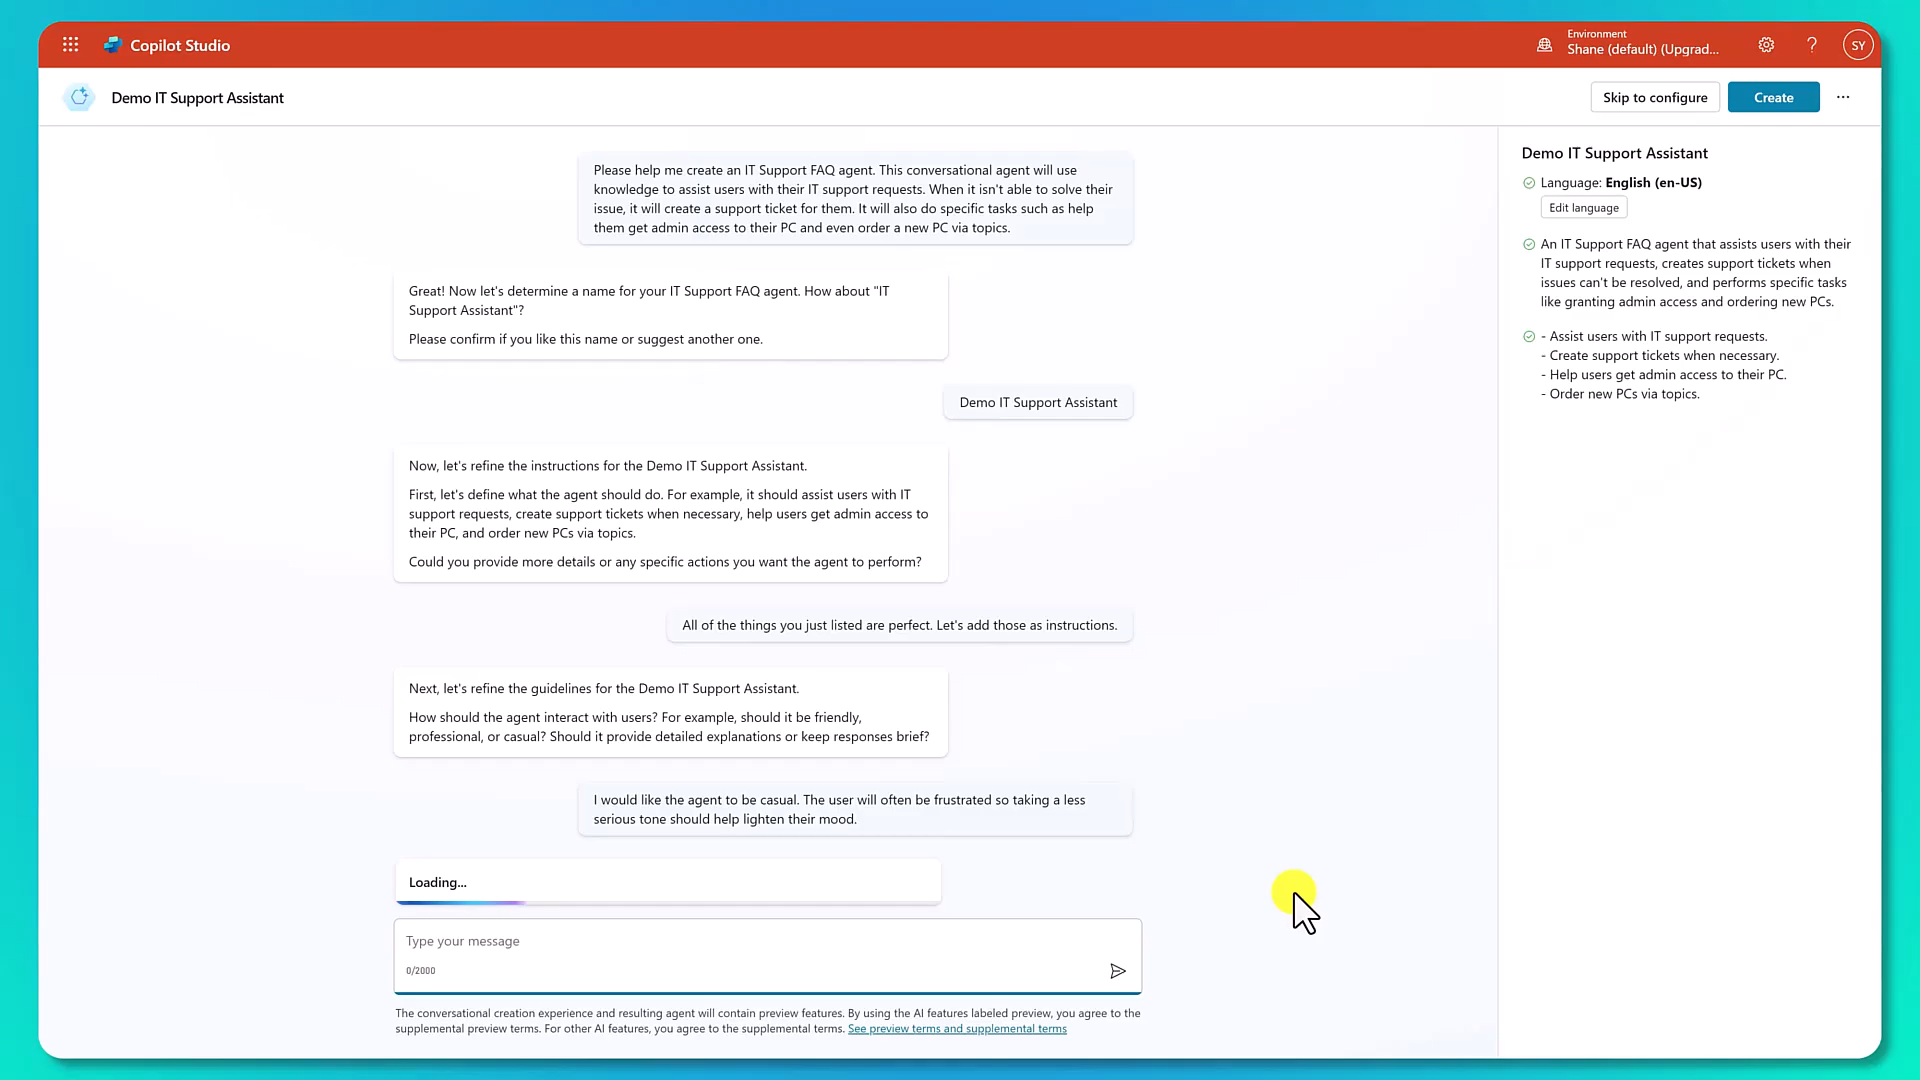 Copilot Studio
Environment
Shane (default) (Upgrad...
?
SY
Demo IT Support Assistant
Skip to configure
Create
...
Please help me create an IT Support FAQ agent. This conversational agent will use
knowledge to assist users with their IT support requests. When it isn't able to solve their
issue, it will create a support ticket for them. It will also do specific tasks such as help
them get admin access to their PC and even order a new PC via topics.
Great! Now let's determine a name for your IT Support FAQ agent. How about "IT
Support Assistant"?
Please confirm if you like this name or suggest another one.
Demo IT Support Assistant
Now, let's refine the instructions for the Demo IT Support Assistant.
First, let's define what the agent should do. For example, it should assist users with IT
support requests, create support tickets when necessary, help users get admin access to
their PC, and order new PCs via topics.
Could you provide more details or any specific actions you want the agent to perform?
All of the things you just listed are perfect. Let's add those as instructions.
Next, let's refine the guidelines for the Demo IT Support Assistant.
How should the agent interact with users? For example, should it be friendly,
professional, or casual? Should it provide detailed explanations or keep responses brief?
I would like the agent to be casual. The user will often be frustrated so taking a less
serious tone should help lighten their mood.
Loading...
Type your message
0/2000
The conversational creation experience and resulting agent will contain preview features. By using the AI features labeled preview, you agree to the
supplemental preview terms. For other AI features, you agree to the supplemental terms. See preview terms and supplemental terms
Demo IT Support Assistant
Language: English (en-US)
Edit language
An IT Support FAQ agent that assists users with their
IT support requests, creates support tickets when
issues can't be resolved, and performs specific tasks
like granting admin access and ordering new PCs.
- Assist users with IT support requests.
- Create support tickets when necessary.
- Help users get admin access to their PC.
- Order new PCs via topics.